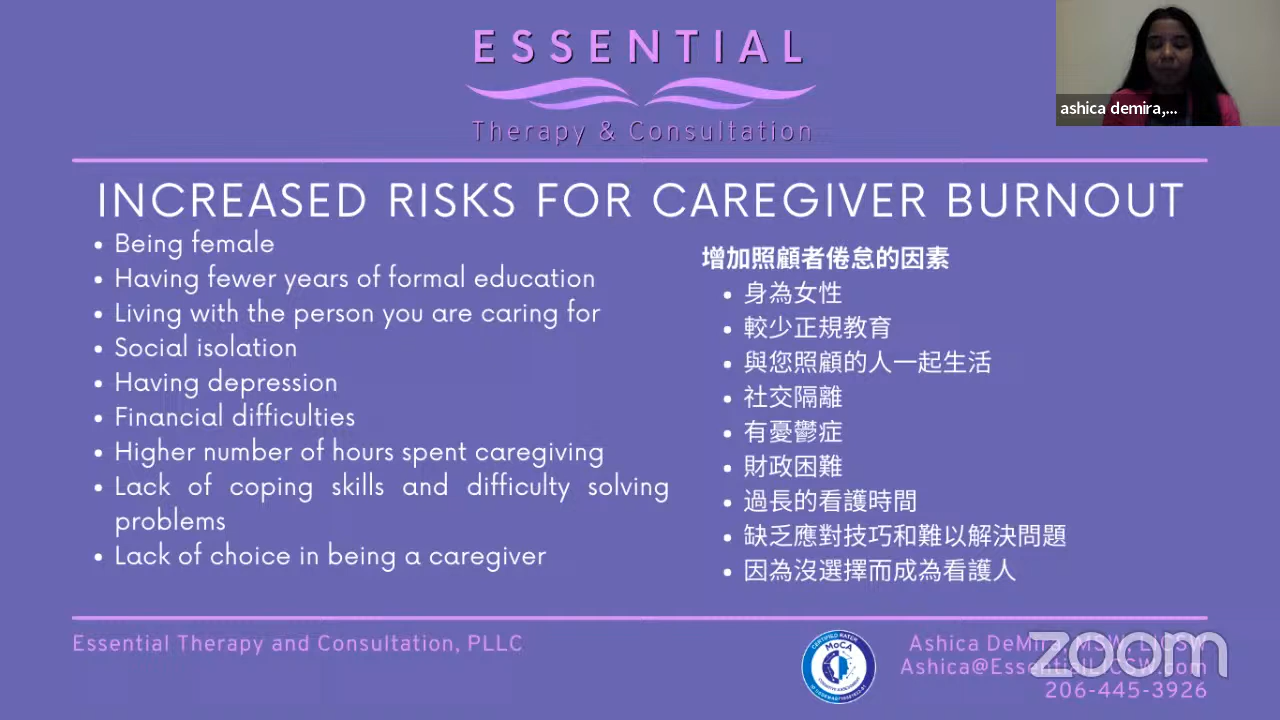 ESSENTIAL
Therapy & Consultation
ashica demira,...
INCREASED RISKS FOR CAREGIVER BURNOUT
• Being female
• Having fewer years of formal education
• Living with the person you are caring for
• Social isolation
• Having depression
• Financial difficulties
• Higher number of hours spent caregiving
• Lack of coping skills and difficulty solving
problems
• Lack of choice in being a caregiver
增加照顧者倦怠的因素
• 身為女性
• 較少正規教育
• 與您照顧的人一起生活
• 社交隔離
• 有憂鬱症
• 財政困難
• 過長的看護時間
• 缺乏應對技巧和難以解決問題
• 因為沒選擇而成為看護人
Essential Therapy and Consultation, PLLC
MoCA
Ashica DeMira, MSW, LICSW
Ashica@EssentialLICSW.com
206-445-3926
zoom